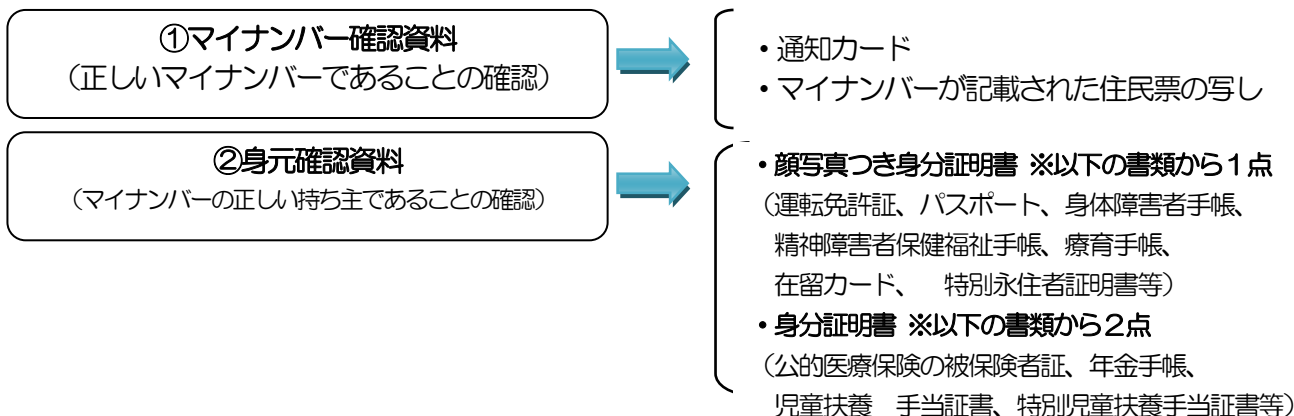 ①マイナンバー確認資料
（正しいマイナンバーであることの確認）
・通知カード
・マイナンバーが記載された住民票の写し
②身元確認資料
（マイナンバーの正しい持ち主であることの確認）
・顔写真つき身分証明書 ※以下の書類から１点
（運転免許証、パスポート、身体障害者手帳、
精神障害者保健福祉手帳、療育手帳、
在留カード、　特別永住者証明書等）
・身分証明書 ※以下の書類から２点
（公的医療保険の被保険者証、年金手帳、
児童扶養　手当証書、特別児童扶養手当証書等）